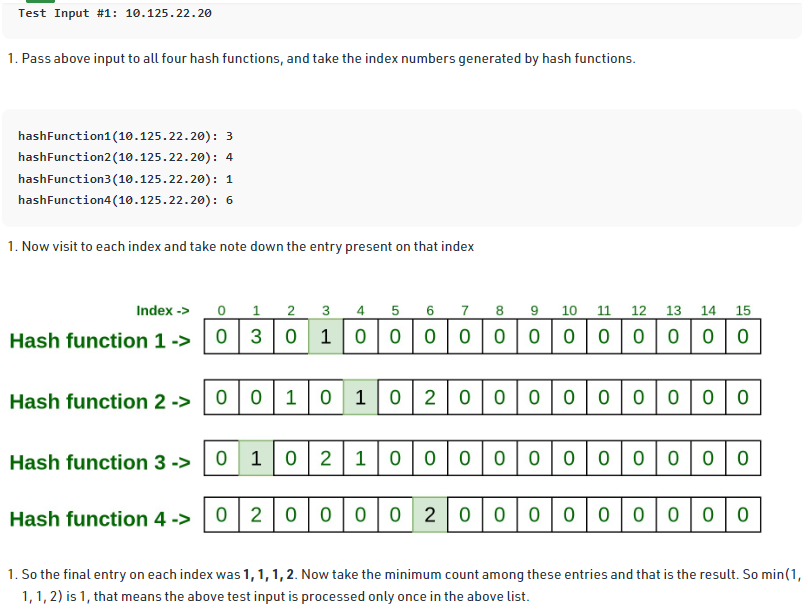 Test Input #1: 10.125.22.20
1. Pass above input to all four hash functions, and take the index numbers generated by hash functions.
hashFunction1(10.125.22.20): 3
hashFunction2(10.125.22.20): 4
hashFunction3(10.125.22.20): 1
hashFunction4(10.125.22.20): 6
1. Now visit to each index and take note down the entry present on that index
Index -> 0 1 2 3 4 5 6 7 8 9 10 11 12 13 14 15
Hash function 1 -> 0 3 0 1 0 0 0 0 0 0 0 0 0 0 0 0
Hash function 2 -> 0 0 1 0 1 0 2 0 0 0 0 0 0 0 0 0
Hash function 3 -> 0 1 0 2 1 0 0 0 0 0 0 0 0 0 0 0
Hash function 4 -> 0 2 0 0 0 0 2 0 0 0 0 0 0 0 0 0
1. So the final entry on each index was 1, 1, 1, 2. Now take the minimum count among these entries and that is the result. So min(1,
1, 1, 2) is 1, that means the above test input is processed only once in the above list.